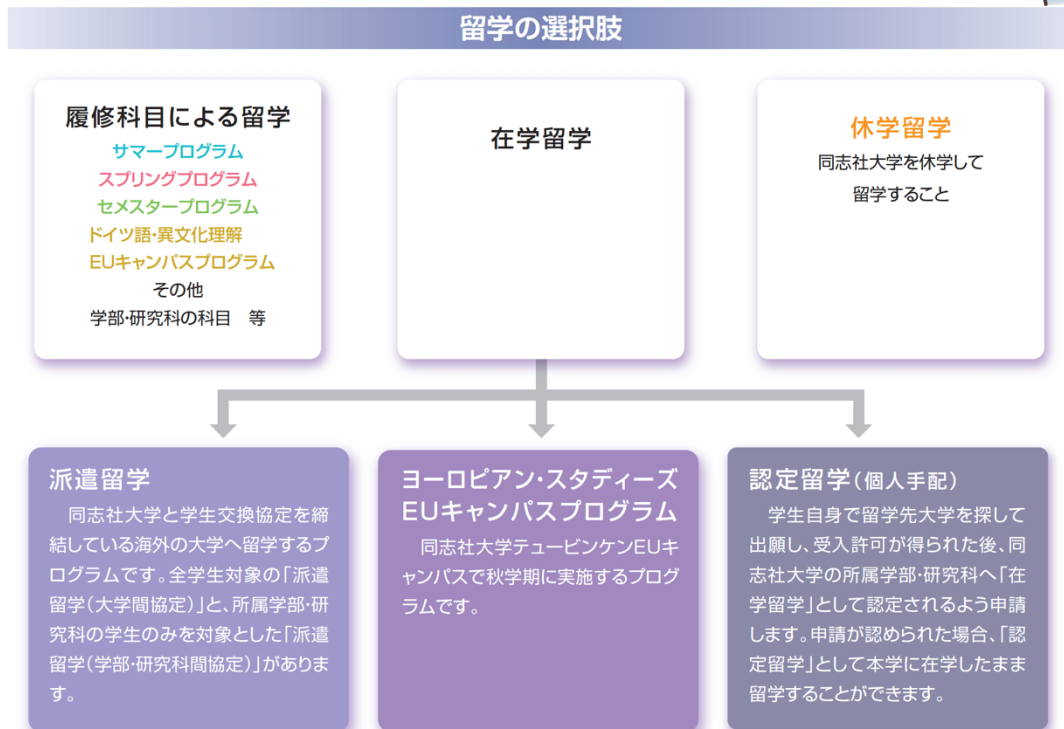 留学の選択肢
履修科目による留学
サマープログラム
スプリングプログラム
セメスタープログラム
ドイツ語・異文化理解
EUキャンパスプログラム
その他
学部・研究科の科目　等
在学留学
休学留学
同志社大学を休学して
留学すること
派遣留学
　同志社大学と学生交換協定を締
結している海外の大学へ留学するプ
ログラムです。全学生対象の「派遣
留学(大学間協定)」と、所属学部・研
究科の学生のみを対象とした「派遣
留学(学部・研究科間協定)」がありま
す。
ヨーロピアン・スタディーズ
EUキャンパスプログラム
　同志社大学テュービンケンEUキ
ャンパスで秋学期に実施するプログ
ラムです。
認定留学(個人手配)
　学生自身で留学先大学を探して
出願し、受入許可が得られた後、同
志社大学の所属学部・研究科へ「在
学留学」として認定されるよう申請
します。申請が認められた場合、「認
定留学」として本学に在学したまま
留学することができます。